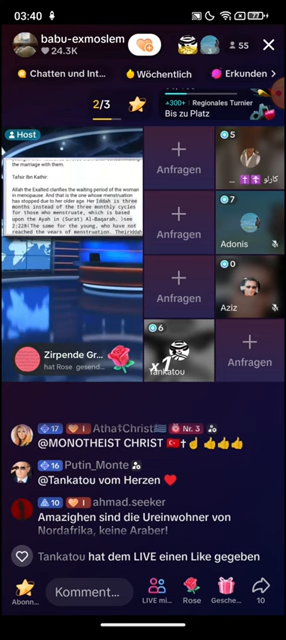 03:40
77
babu-exmoslem
24.3K
55
Chatten und Int...
Wöchentlich
Erkunden
2/3
+300↑ Regionales Turnier
Bis zu Platz
Host
the marriage with them.
Tafsir Ibn Kathir:
Allah the Exalted clarifies the waiting period of the woman
in menopause. And that is the one whose menstruation
has stopped due to her older age. Her Iddah is three
months instead of the three monthly cycles
for those who menstruate, which is based
upon the Ayah in (Surat) Al-Baqarah. [see
2:228]The same for the young, who have not
reached the years of menstruation. Their
Anfragen
5
كارلو
Anfragen
7
Adonis
Anfragen
0
Aziz
6
x1
Tankatou
Anfragen
Zirpende Gr...
hat Rose gesend...
17 I Atha‡Christ Nr. 3
@MONOTHEIST CHRIST
16 Putin_Monte
@Tankatou vom Herzen
10 I ahmad.seeker
Amazighen sind die Ureinwohner von
Nordafrika, keine Araber!
Tankatou hat dem LIVE einen Like gegeben
Abonn...
Komment...
LIVE mi...
Rose
Gesche...
10